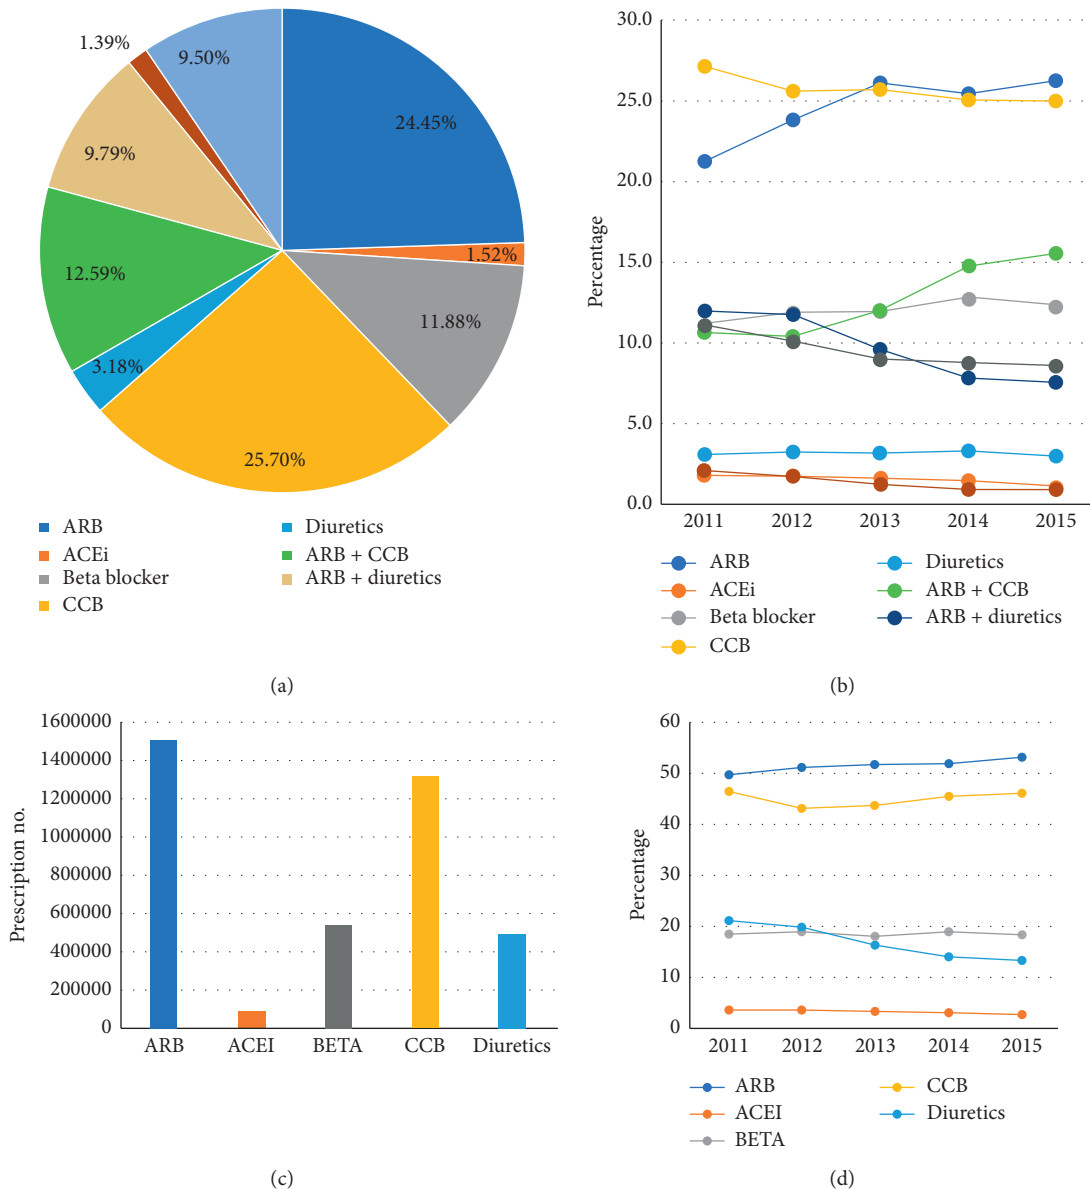 1.39%
9.50%
24.45%
9.79%
1.52%
12.59%
11.88%
3.18%
25.70%
ARB
ACEi
Beta blocker
CCB
Diuretics
ARB + CCB
ARB + diuretics
(a)
Percentage
30.0
25.0
20.0
15.0
10.0
5.0
0.0
2011 2012 2013 2014 2015
ARB
ACEi
Beta blocker
CCB
Diuretics
ARB + CCB
ARB + diuretics
(b)
Prescription no.
1600000
1400000
1200000
1000000
800000
600000
400000
200000
0
ARB ACEI BETA CCB Diuretics
(c)
Percentage
60
50
40
30
20
10
0
2011 2012 2013 2014 2015
ARB
ACEI
BETA
CCB
Diuretics
(d)